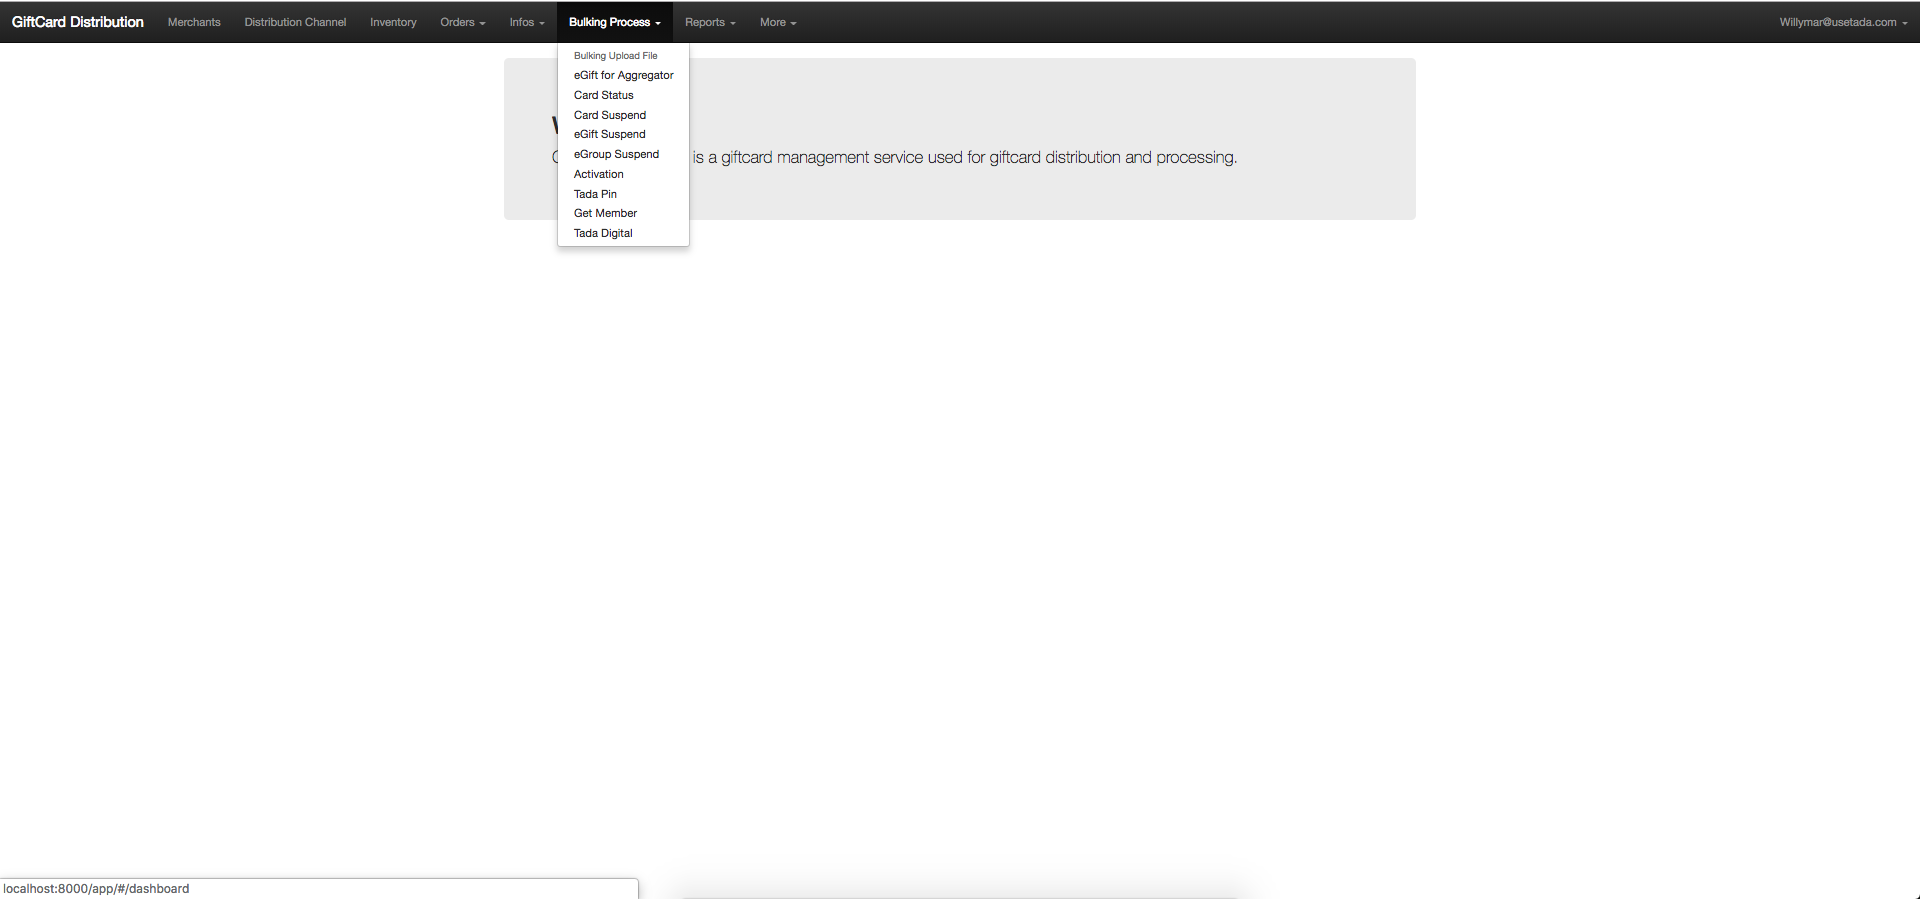 GiftCard Distribution Merchants Distribution Channel Inventory Orders Infos Bulking Process Reports More Willymar@usetada.com
Bulking Upload File
eGift for Aggregator
Card Status
Card Suspend
eGift Suspend
eGroup Suspend
is a giftcard management service used for giftcard distribution and processing.
Activation
Tada Pin
Get Member
Tada Digital
localhost:8000/app/#/dashboard